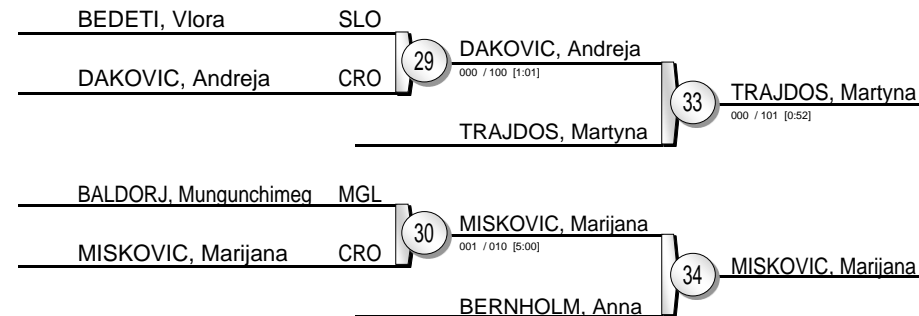 BEDETI, Vlora SLO
DAKOVIC, Andreja CRO
29
DAKOVIC, Andreja
000 / 100 [1:01]
TRAJDOS, Martyna
33
TRAJDOS, Martyna
000 / 101 [0:52]
BALDORJ, Mungunchimeg MGL
MISKOVIC, Marijana CRO
30
MISKOVIC, Marijana
001 / 010 [5:00]
BERNHOLM, Anna
34
MISKOVIC, Marijana